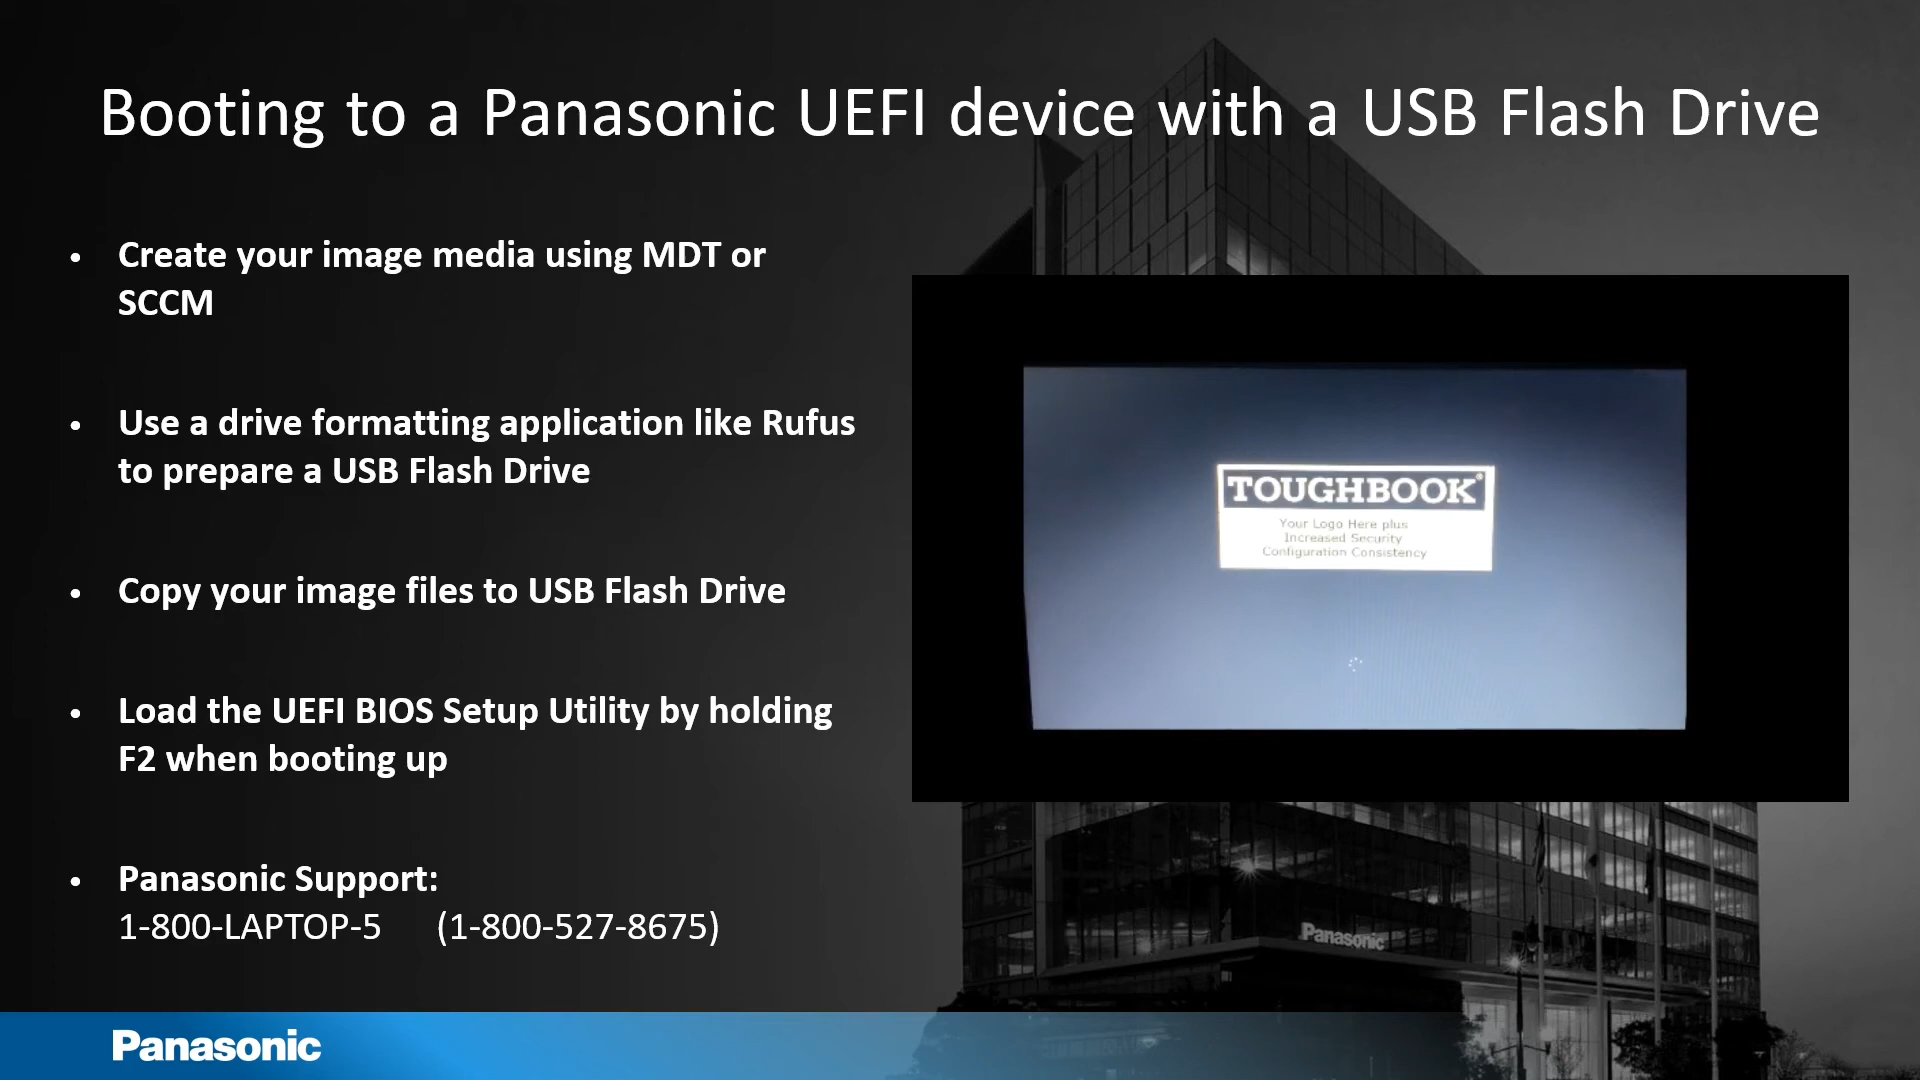 Booting to a Panasonic UEFI device with a USB Flash Drive
• Create your image media using MDT or
SCCM
• Use a drive formatting application like Rufus
to prepare a USB Flash Drive
• Copy your image files to USB Flash Drive
• Load the UEFI BIOS Setup Utility by holding
F2 when booting up
• Panasonic Support:
1-800-LAPTOP-5 (1-800-527-8675)
TOUGHBOOK®
Your Logo Here plus
Increased Security
Configuration Consistency
Panasonic
Panasonic